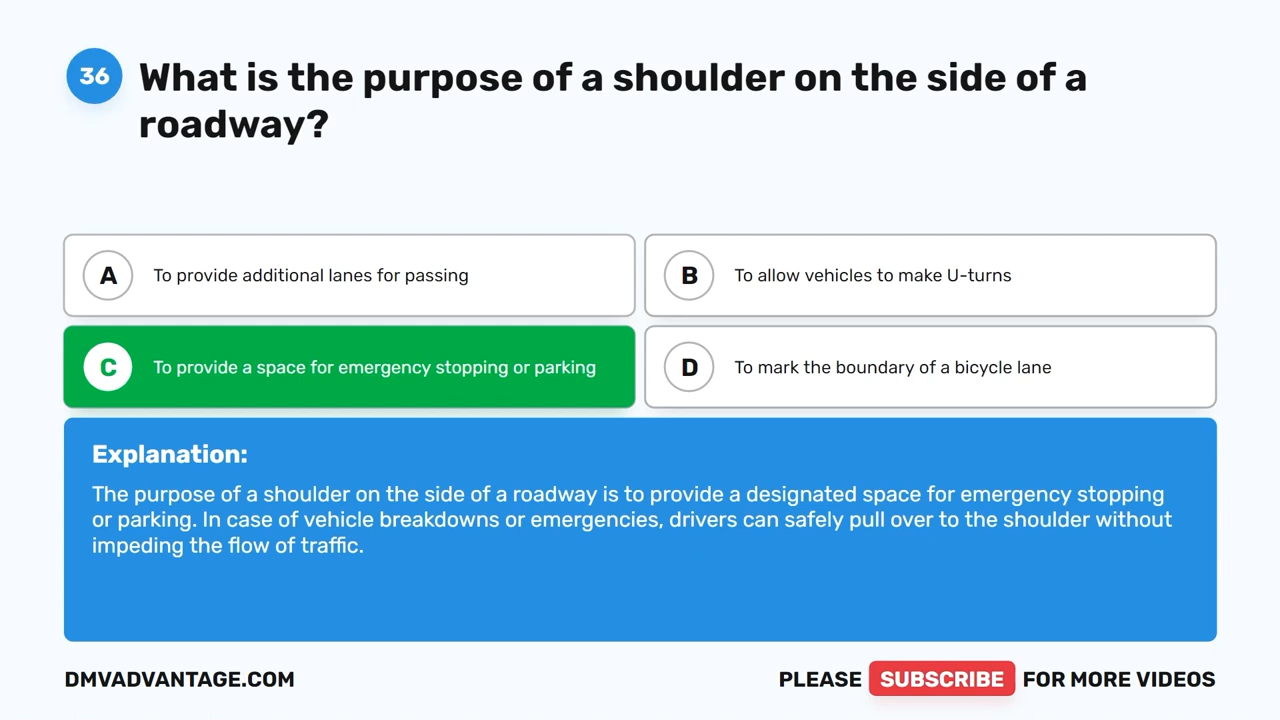 36
What is the purpose of a shoulder on the side of a
roadway?
A To provide additional lanes for passing
B To allow vehicles to make U-turns
C To provide a space for emergency stopping or parking
D To mark the boundary of a bicycle lane
Explanation:
The purpose of a shoulder on the side of a roadway is to provide a designated space for emergency stopping
or parking. In case of vehicle breakdowns or emergencies, drivers can safely pull over to the shoulder without
impeding the flow of traffic.
DMVADVANTAGE.COM
PLEASE SUBSCRIBE FOR MORE VIDEOS